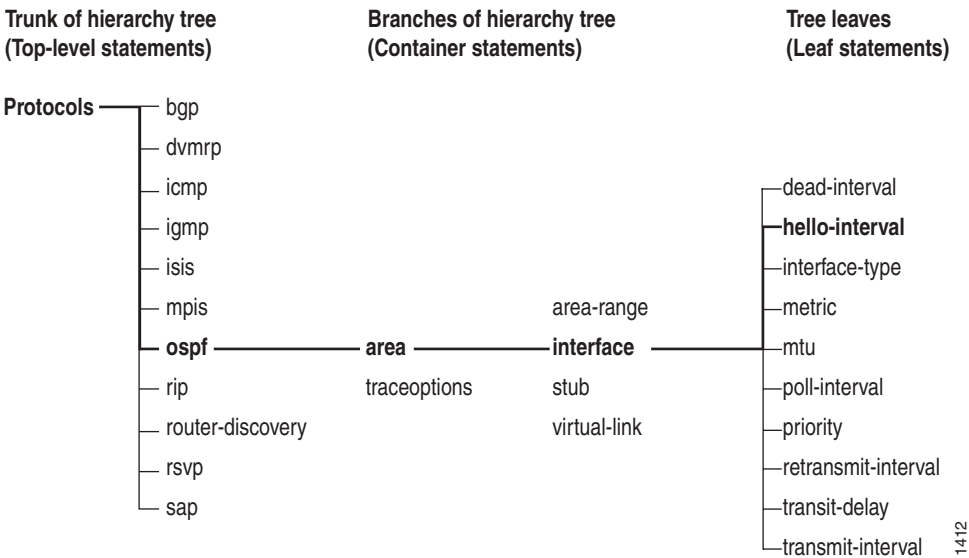 Trunk of hierarchy tree
(Top-level statements)
Branches of hierarchy tree
(Container statements)
Tree leaves
(Leaf statements)
Protocols
bgp
dvmrp
icmp
igmp
isis
mpis
ospf
rip
router-discovery
rsvp
sap
area
traceoptions
area-range
interface
stub
virtual-link
dead-interval
hello-interval
interface-type
metric
mtu
poll-interval
priority
retransmit-interval
transit-delay
transmit-interval
1412